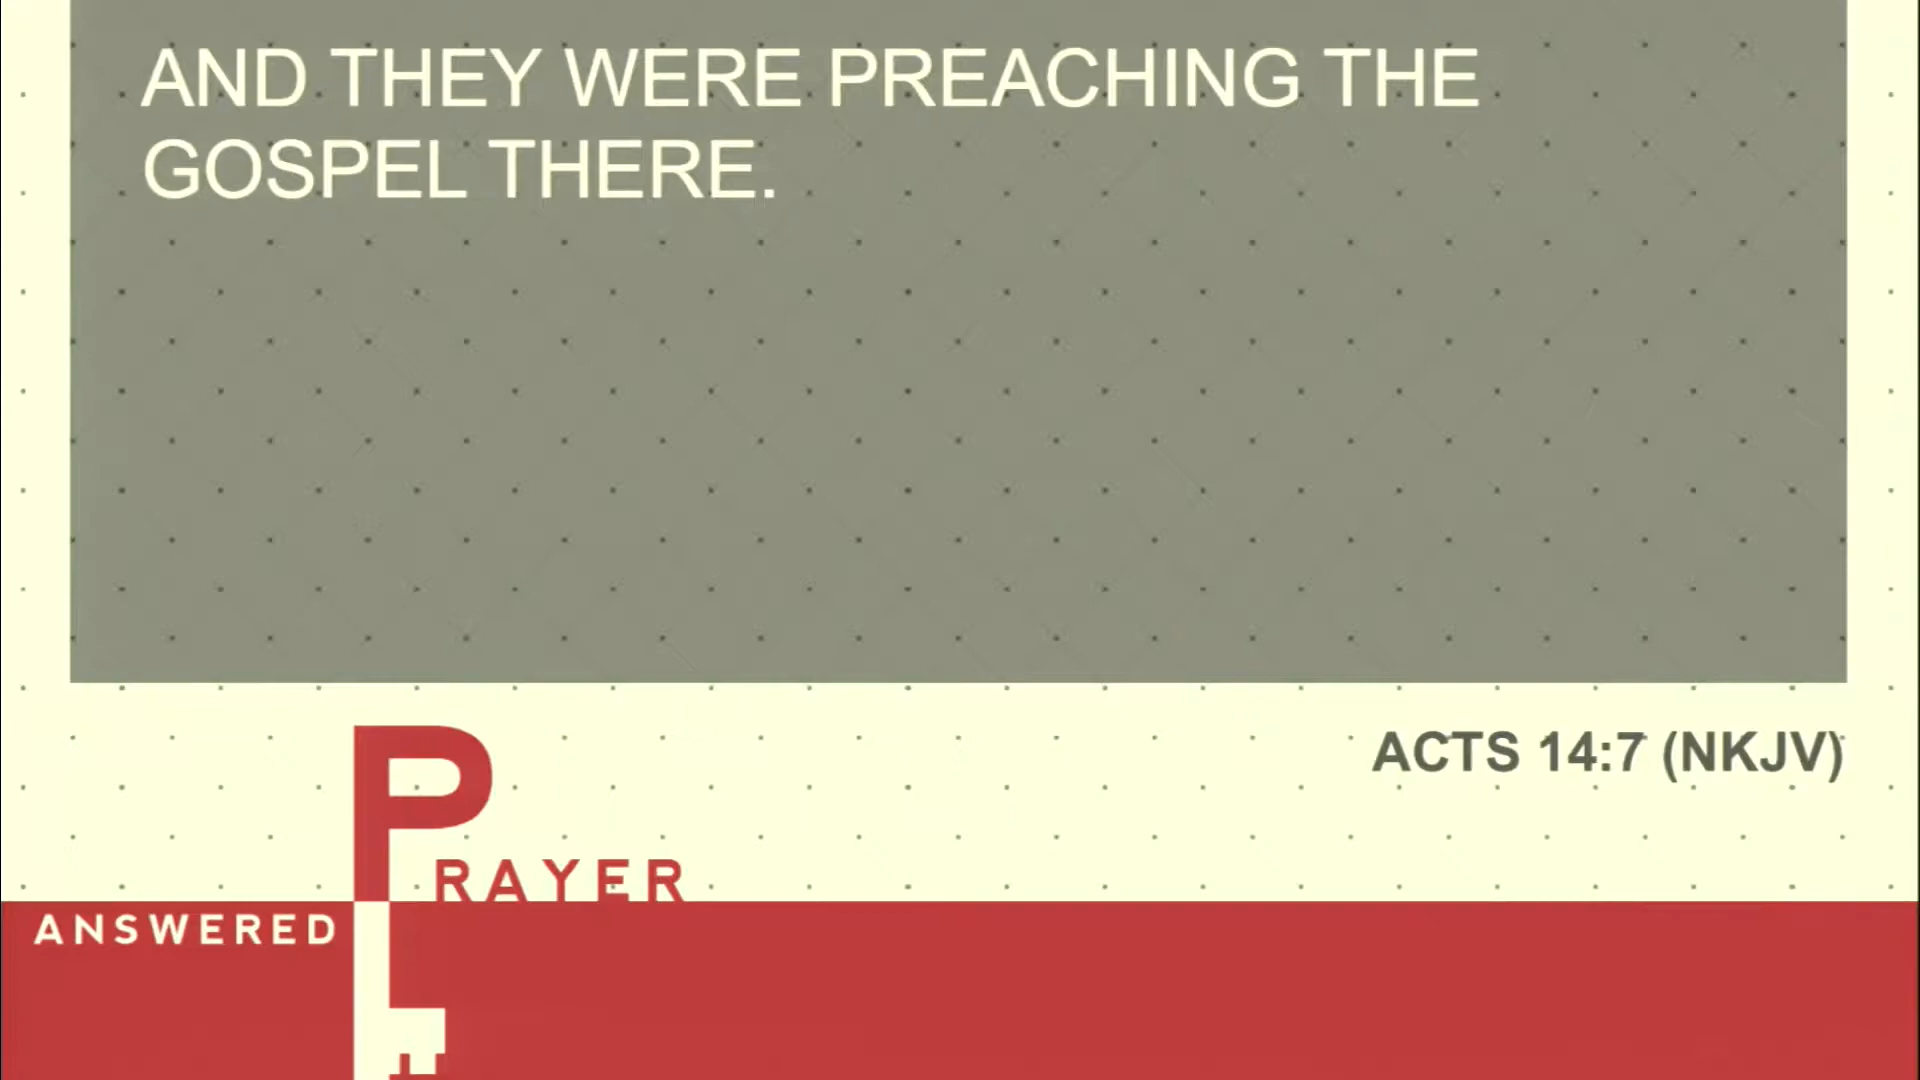 AND THEY WERE PREACHING THE
GOSPEL THERE.
ACTS 14:7 (NKJV)
PRAYER
ANSWERED